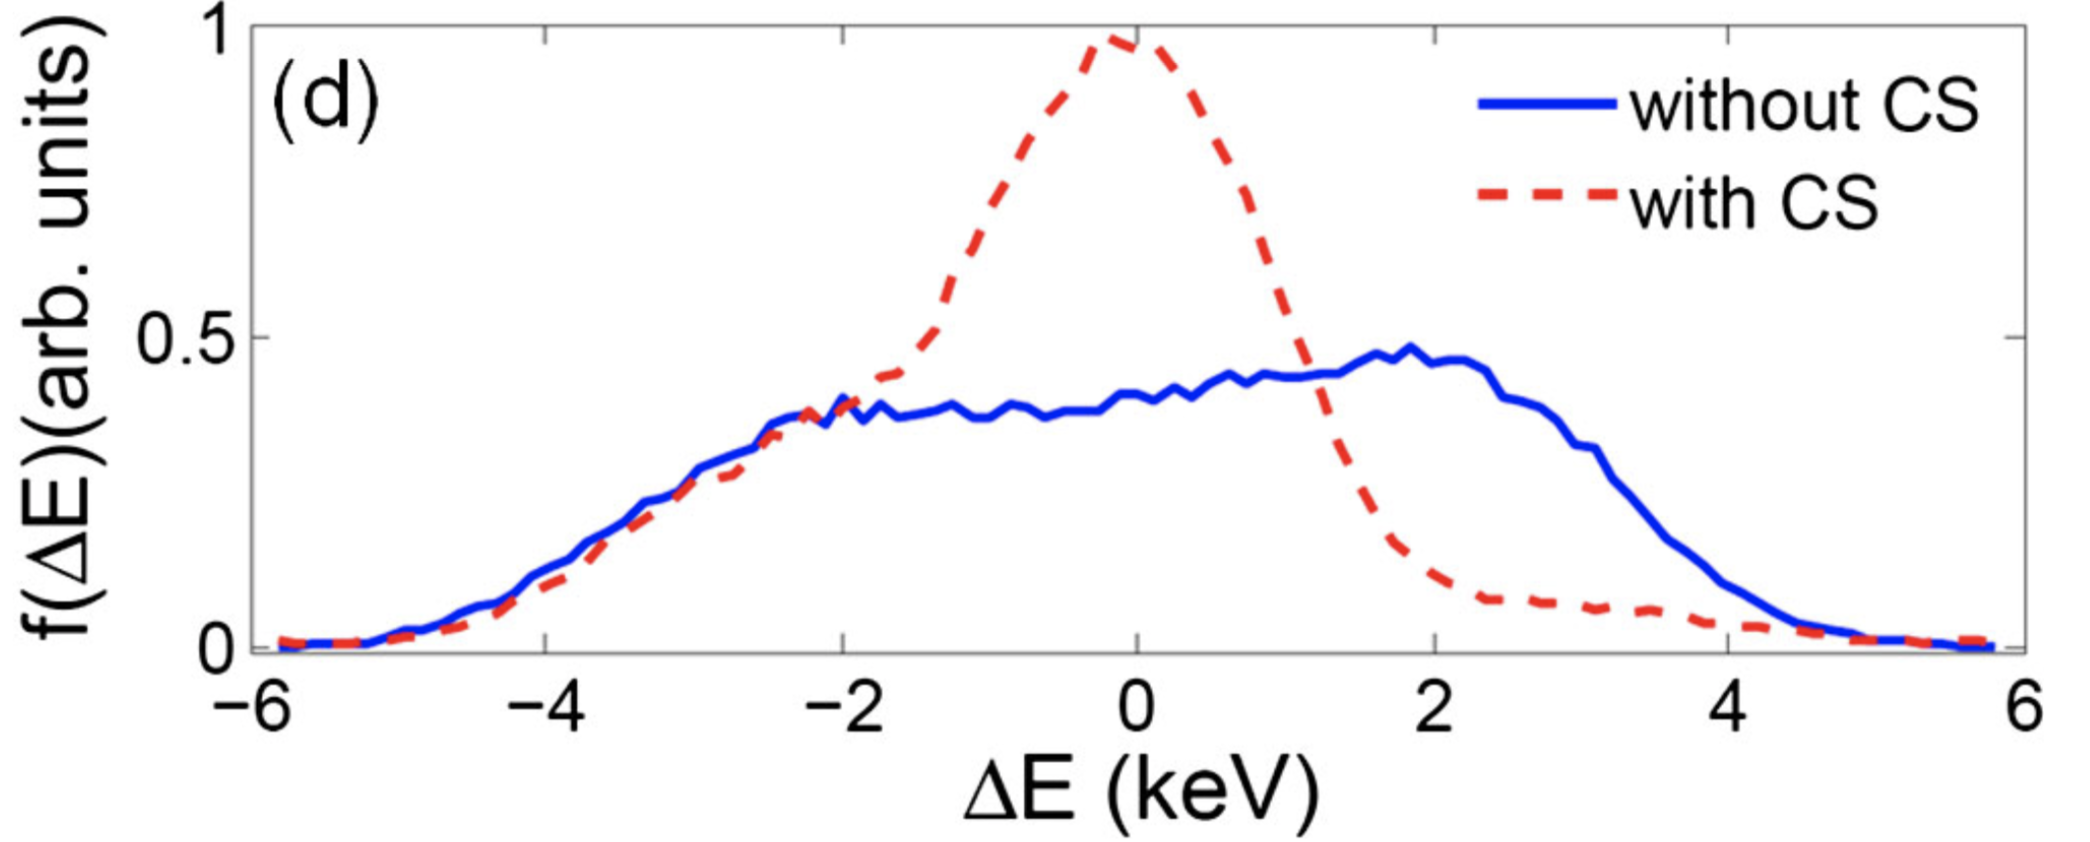 (d)
without CS
with CS
f(ΔE)(arb. units)
1
0.5
0
−6 −4 −2 0 2 4 6
ΔE (keV)